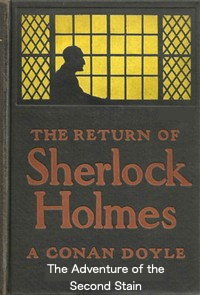 THE RETURN OF
Sherlock
Holmes
A CONAN DOYLE
The Adventure of the
Second Stain